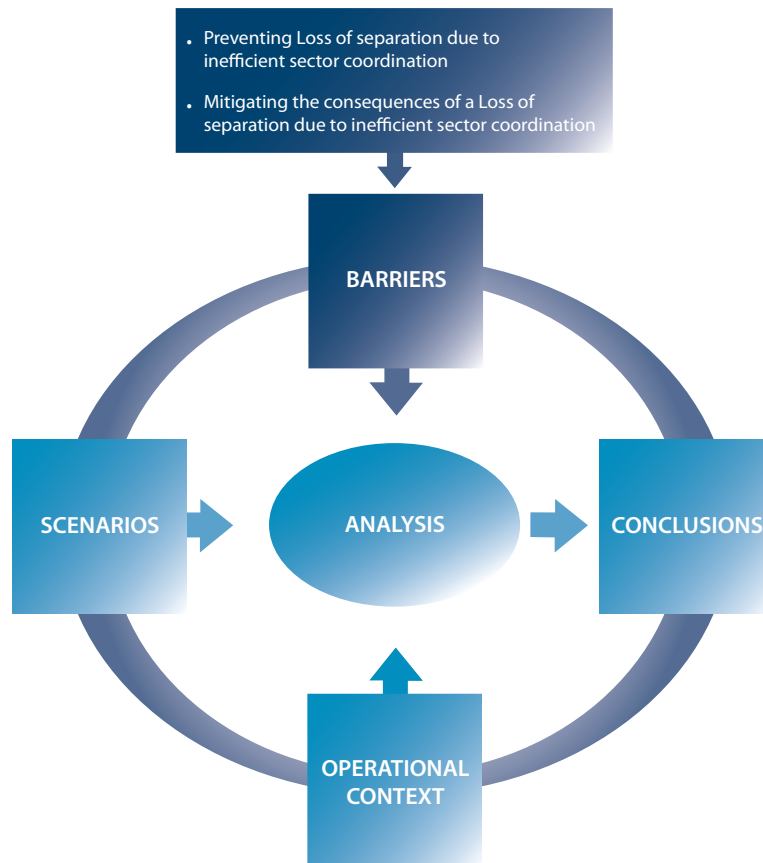 • Preventing Loss of separation due to
inefficient sector coordination
• Mitigating the consequences of a Loss of
separation due to inefficient sector coordination
BARRIERS
SCENARIOS
ANALYSIS
CONCLUSIONS
OPERATIONAL
CONTEXT